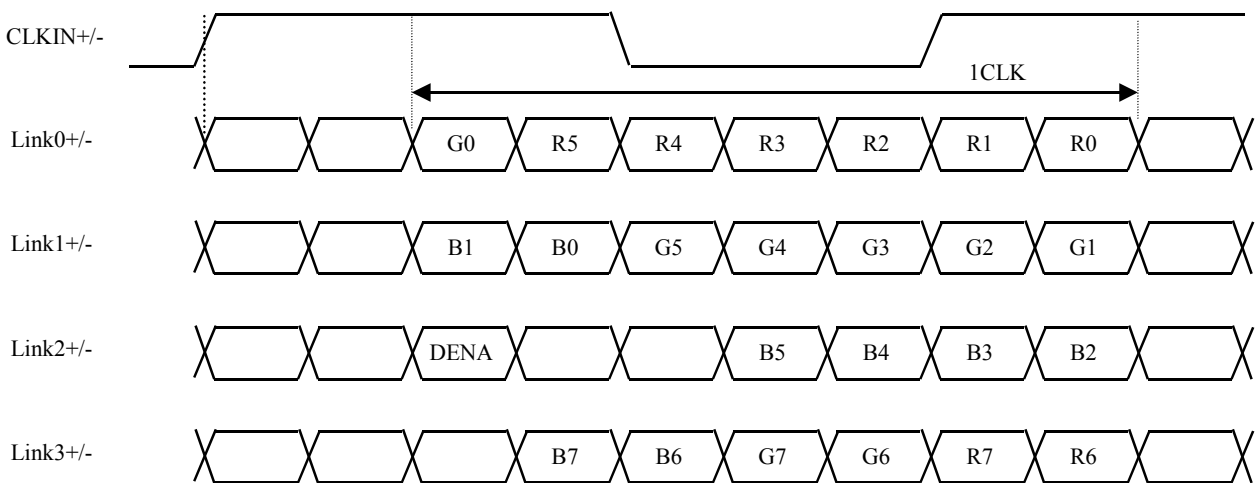 CLKIN+/-
1CLK
Link0+/- G0 R5 R4 R3 R2 R1 R0
Link1+/- B1 B0 G5 G4 G3 G2 G1
Link2+/- DENA B5 B4 B3 B2
Link3+/- B7 B6 G7 G6 R7 R6